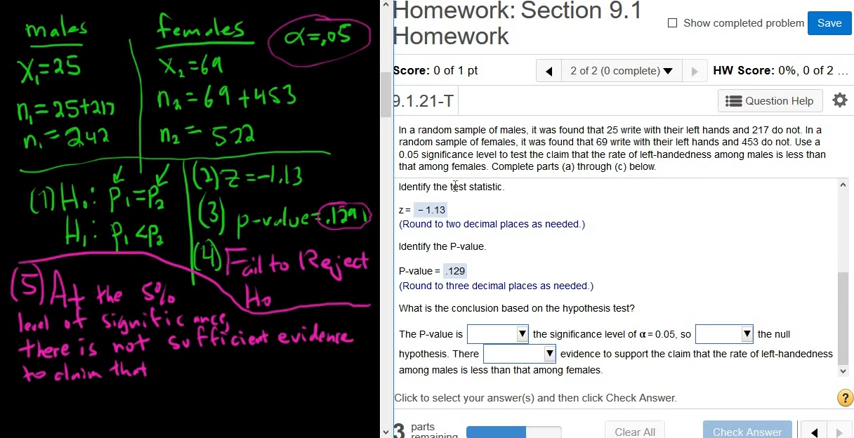 males
females
α=.05
X₁=25
X₂=69
n₁=25+217
n₂=69+453
n₁=242
n₂=522
(1) H₀: P₁=P₂
H₁: P₁<P₂
(2) Z=-1.13
(3) p-value=.1291
(4) Fail to Reject
H₀
(5) At the 5%
level of significance,
there is not sufficient evidence
to claim that
Homework: Section 9.1
Homework
Show completed problem
Save
Score: 0 of 1 pt
2 of 2 (0 complete)
HW Score: 0%, 0 of 2 ...
9.1.21-T
Question Help
In a random sample of males, it was found that 25 write with their left hands and 217 do not. In a
random sample of females, it was found that 69 write with their left hands and 453 do not. Use a
0.05 significance level to test the claim that the rate of left-handedness among males is less than
that among females. Complete parts (a) through (c) below.
Identify the test statistic.
z= -1.13
(Round to two decimal places as needed.)
Identify the P-value.
P-value = .129
(Round to three decimal places as needed.)
What is the conclusion based on the hypothesis test?
The P-value is the significance level of α=0.05, so the null
hypothesis. There evidence to support the claim that the rate of left-handedness
among males is less than that among females.
Click to select your answer(s) and then click Check Answer.
?
3 parts
remaining
Clear All
Check Answer